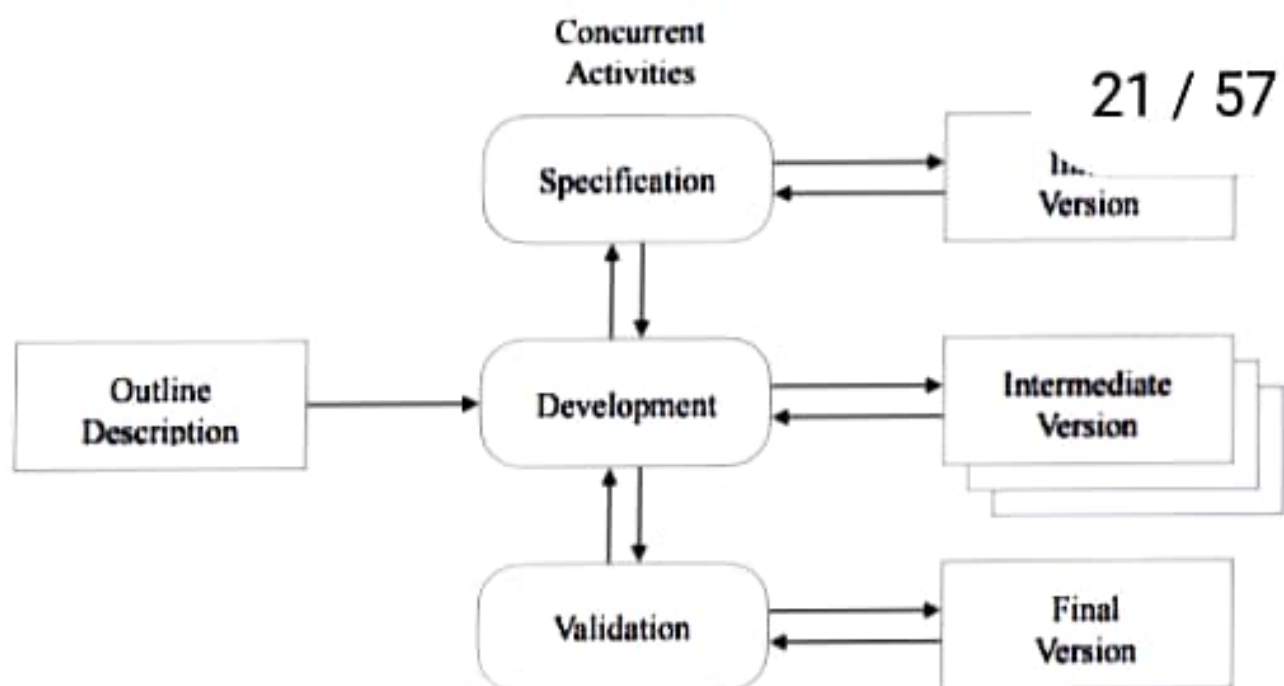 Concurrent
Activities
21 / 57
Specification
Version
Outline
Description
Development
Intermediate
Version
Validation
Final
Version